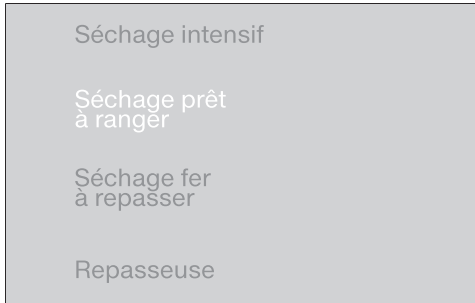 Séchage intensif
Séchage prêt
à ranger
Séchage fer
à repasser
Repasseuse